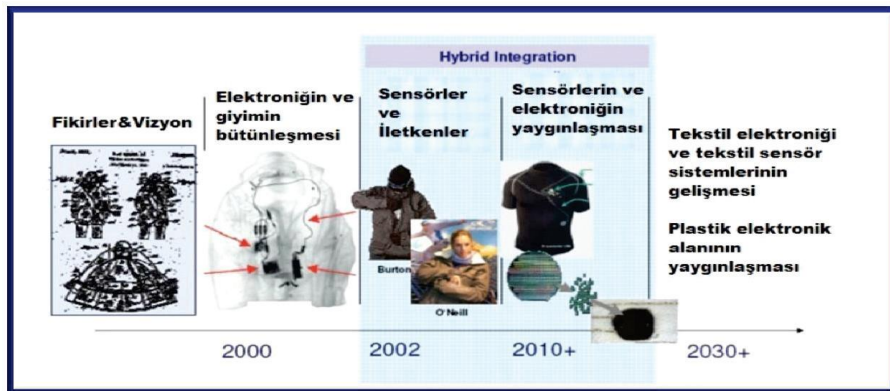 Hybrid Integration
Fikirler&Vizyon
Elektroniğin ve
giyimin
bütünleşmesi
Sensörler
ve
İletkenler
Sensörlerin ve
elektroniğin
yaygınlaşması
Tekstil elektroniği
ve tekstil sensör
sistemlerinin
gelişmesi
Plastik elektronik
alanının
yaygınlaşması
Burton
O'Neill
2000
2002
2010+
2030+